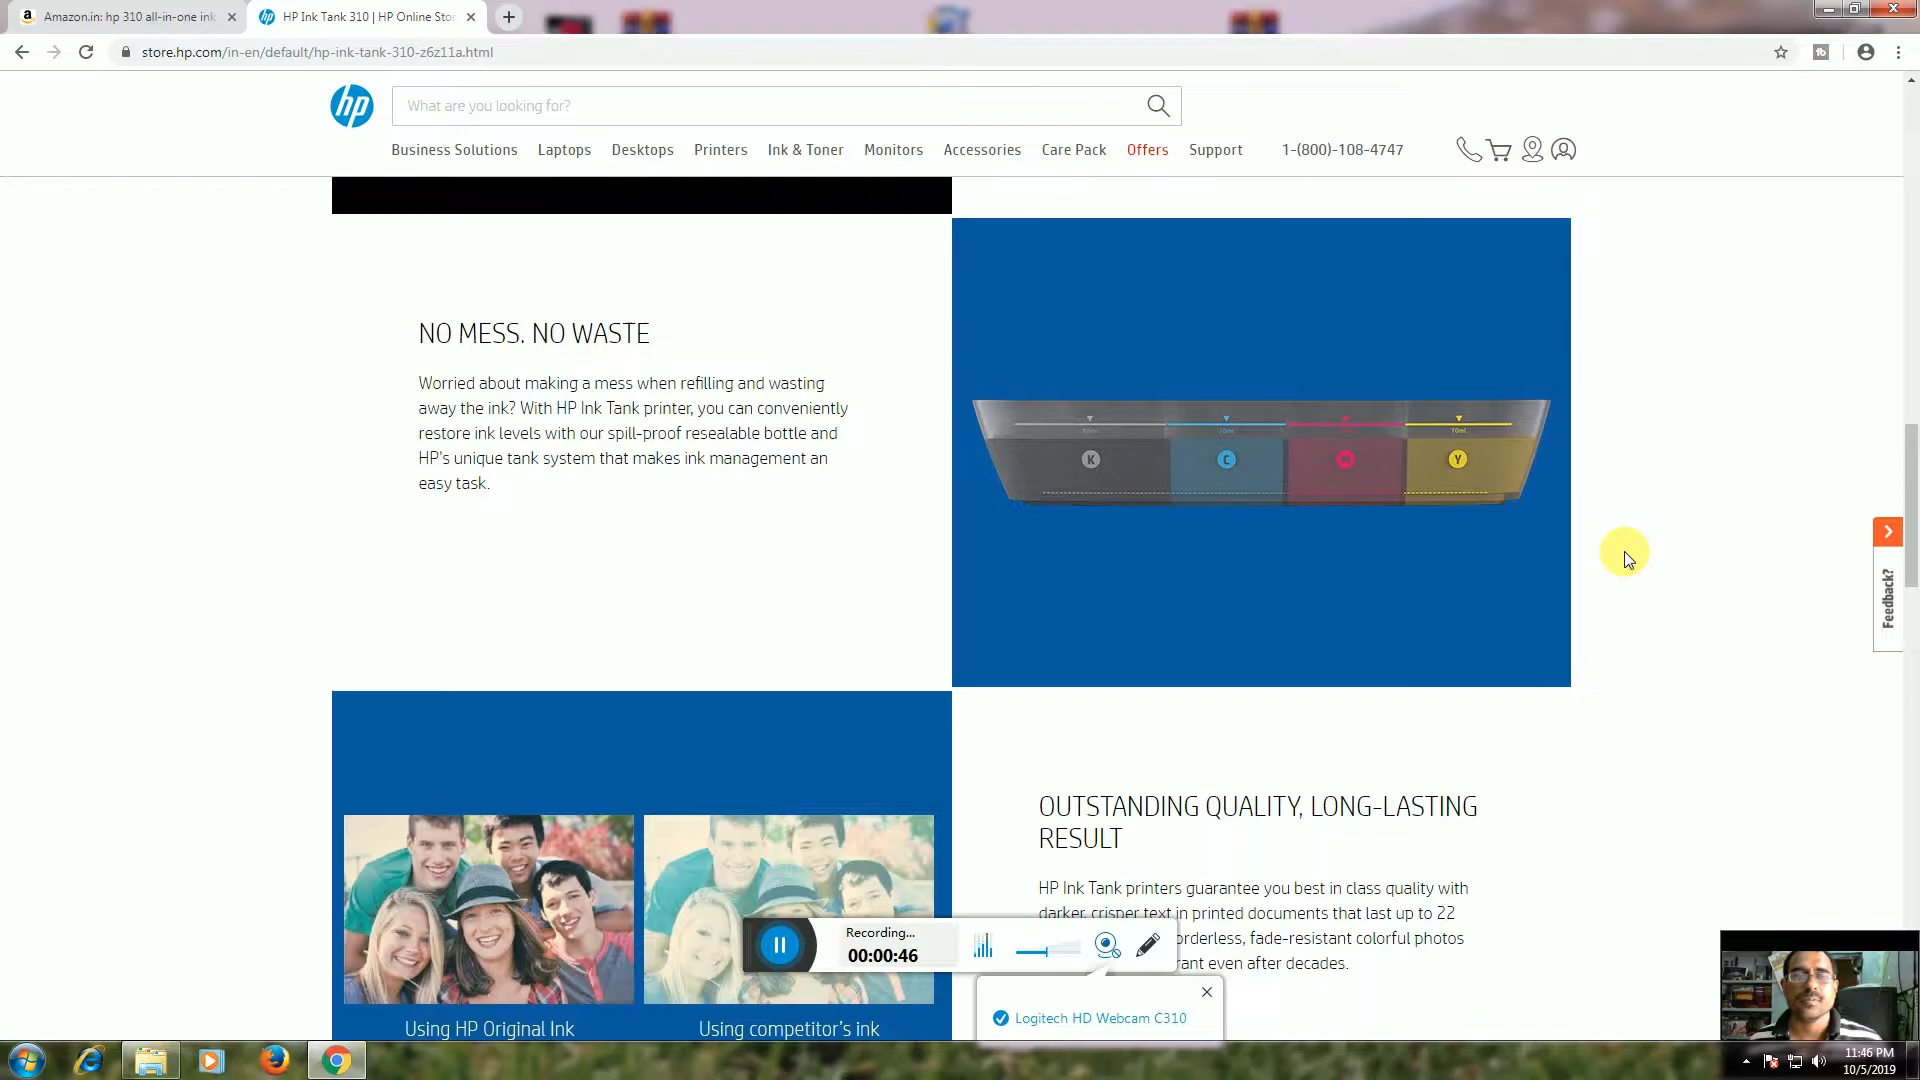 Amazon.in: hp 310 all-in-one ink
HP Ink Tank 310 | HP Online Stor
store.hp.com/in-en/default/hp-ink-tank-310-z6z11a.html
hp
What are you looking for?
Business Solutions Laptops Desktops Printers Ink & Toner Monitors Accessories Care Pack Offers Support 1-(800)-108-4747
NO MESS. NO WASTE
Worried about making a mess when refilling and wasting
away the ink? With HP Ink Tank printer, you can conveniently
restore ink levels with our spill-proof resealable bottle and
HP's unique tank system that makes ink management an
easy task.
70ml
K C Y
Feedback?
OUTSTANDING QUALITY, LONG-LASTING
RESULT
HP Ink Tank printers guarantee you best in class quality with
darker, crisper text in printed documents that last up to 22
orderless, fade-resistant colorful photos
rant even after decades.
Using HP Original Ink
Using competitor's ink
Recording...
00:00:46
Logitech HD Webcam C310
11:46 PM
10/5/2019